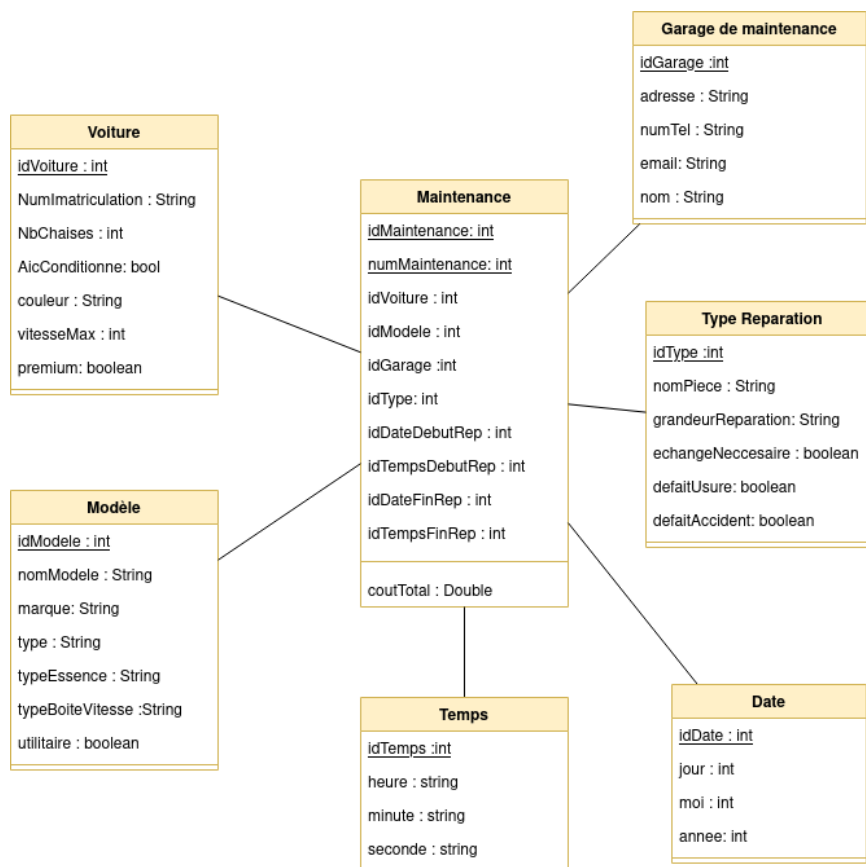 Garage de maintenance
idGarage :int
adresse : String
numTel : String
email: String
nom : String
Voiture
idVoiture : int
NumImatriculation : String
NbChaises : int
AicConditionne: bool
couleur : String
vitesseMax : int
premium: boolean
Maintenance
idMaintenance: int
numMaintenance: int
idVoiture : int
idModele : int
idGarage :int
idType: int
idDateDebutRep : int
idTempsDebutRep : int
idDateFinRep : int
idTempsFinRep : int
coutTotal : Double
Type Reparation
idType :int
nomPiece : String
grandeurReparation: String
echangeNeccesaire : boolean
defaitUsure: boolean
defaitAccident: boolean
Modèle
idModele : int
nomModele : String
marque: String
type : String
typeEssence : String
typeBoiteVitesse :String
utilitaire : boolean
Temps
idTemps :int
heure : string
minute : string
seconde : string
Date
idDate : int
jour : int
moi : int
annee: int